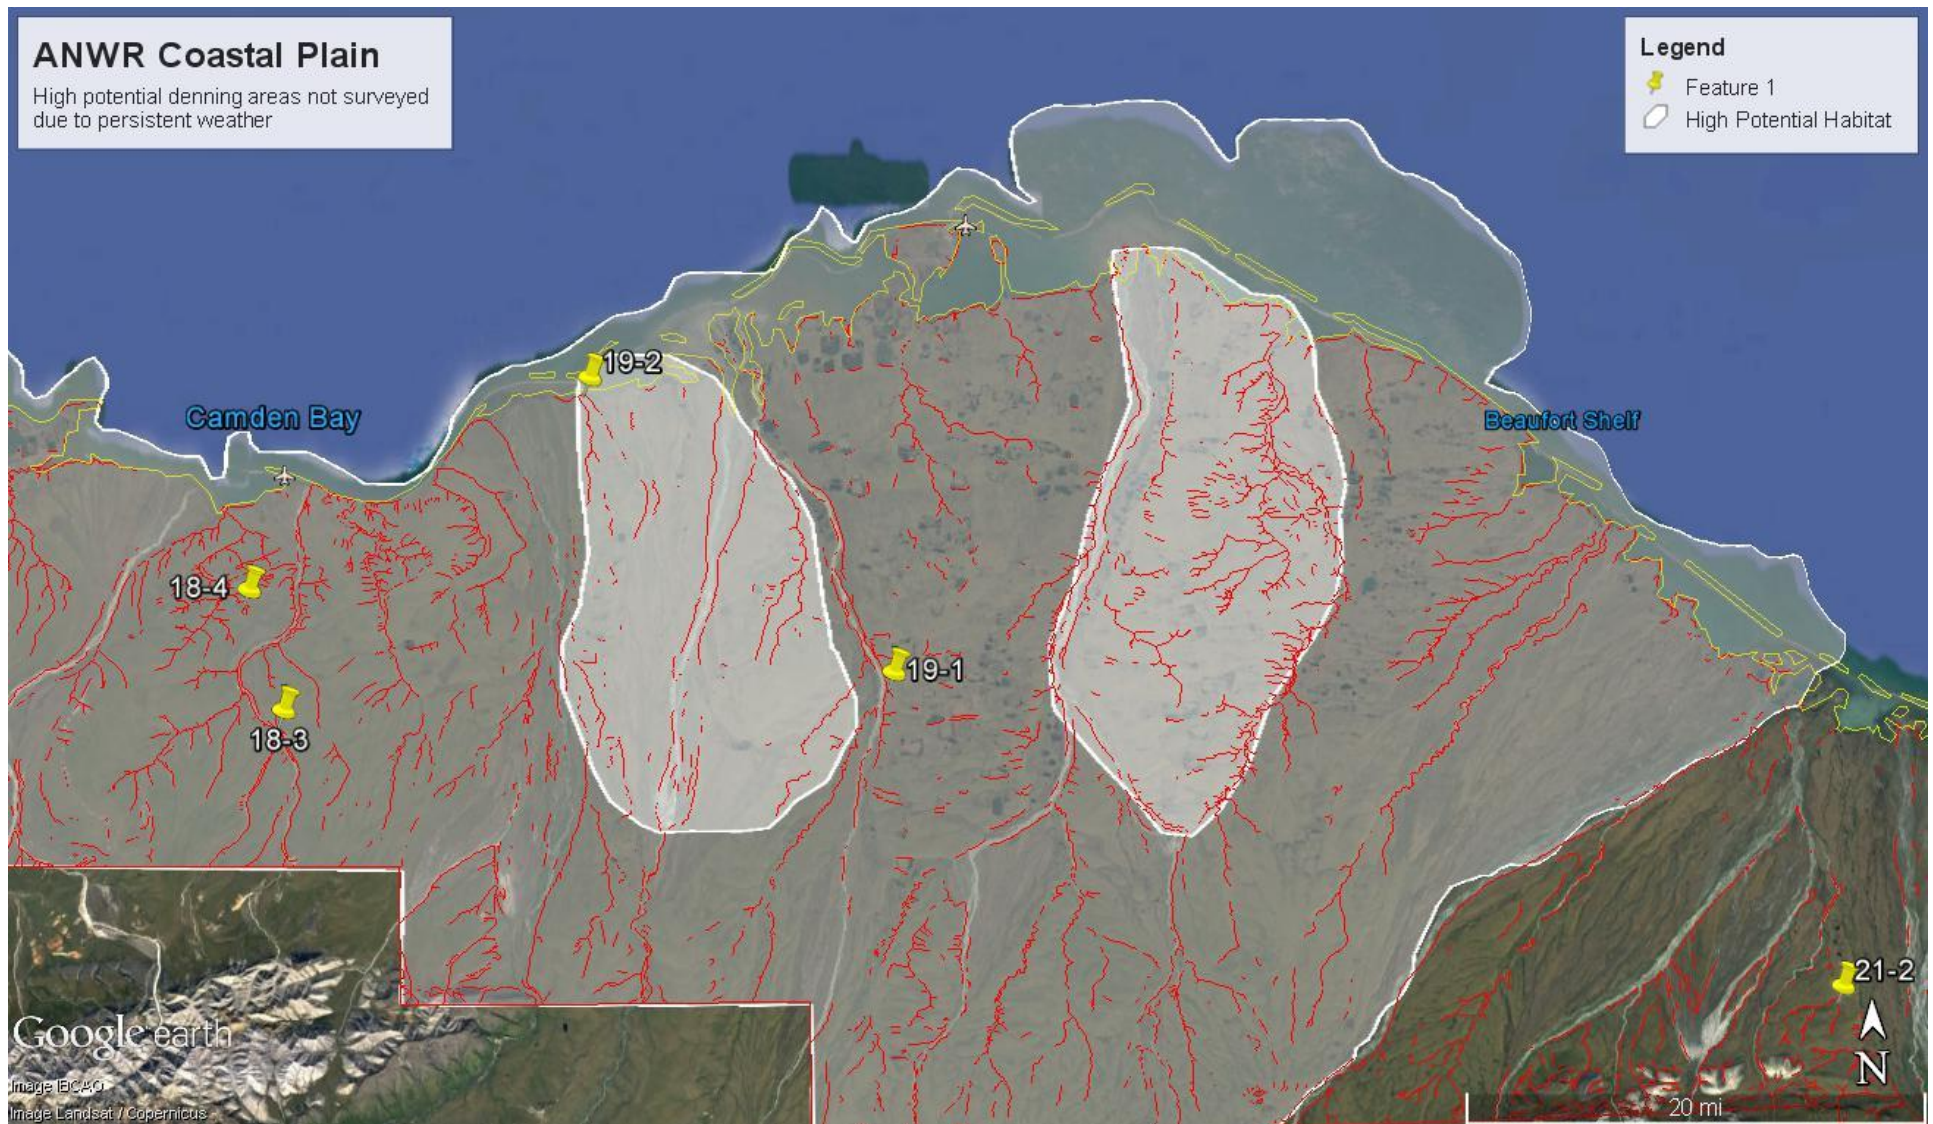 ANWR Coastal Plain
High potential denning areas not surveyed
due to persistent weather
Legend
Feature 1
High Potential Habitat
19-2
Camden Bay
Beaufort Shelf
18-4
19-1
18-3
21-2
N
Google earth
Image IBCAO
Image Landsat / Copernicus
20 mi